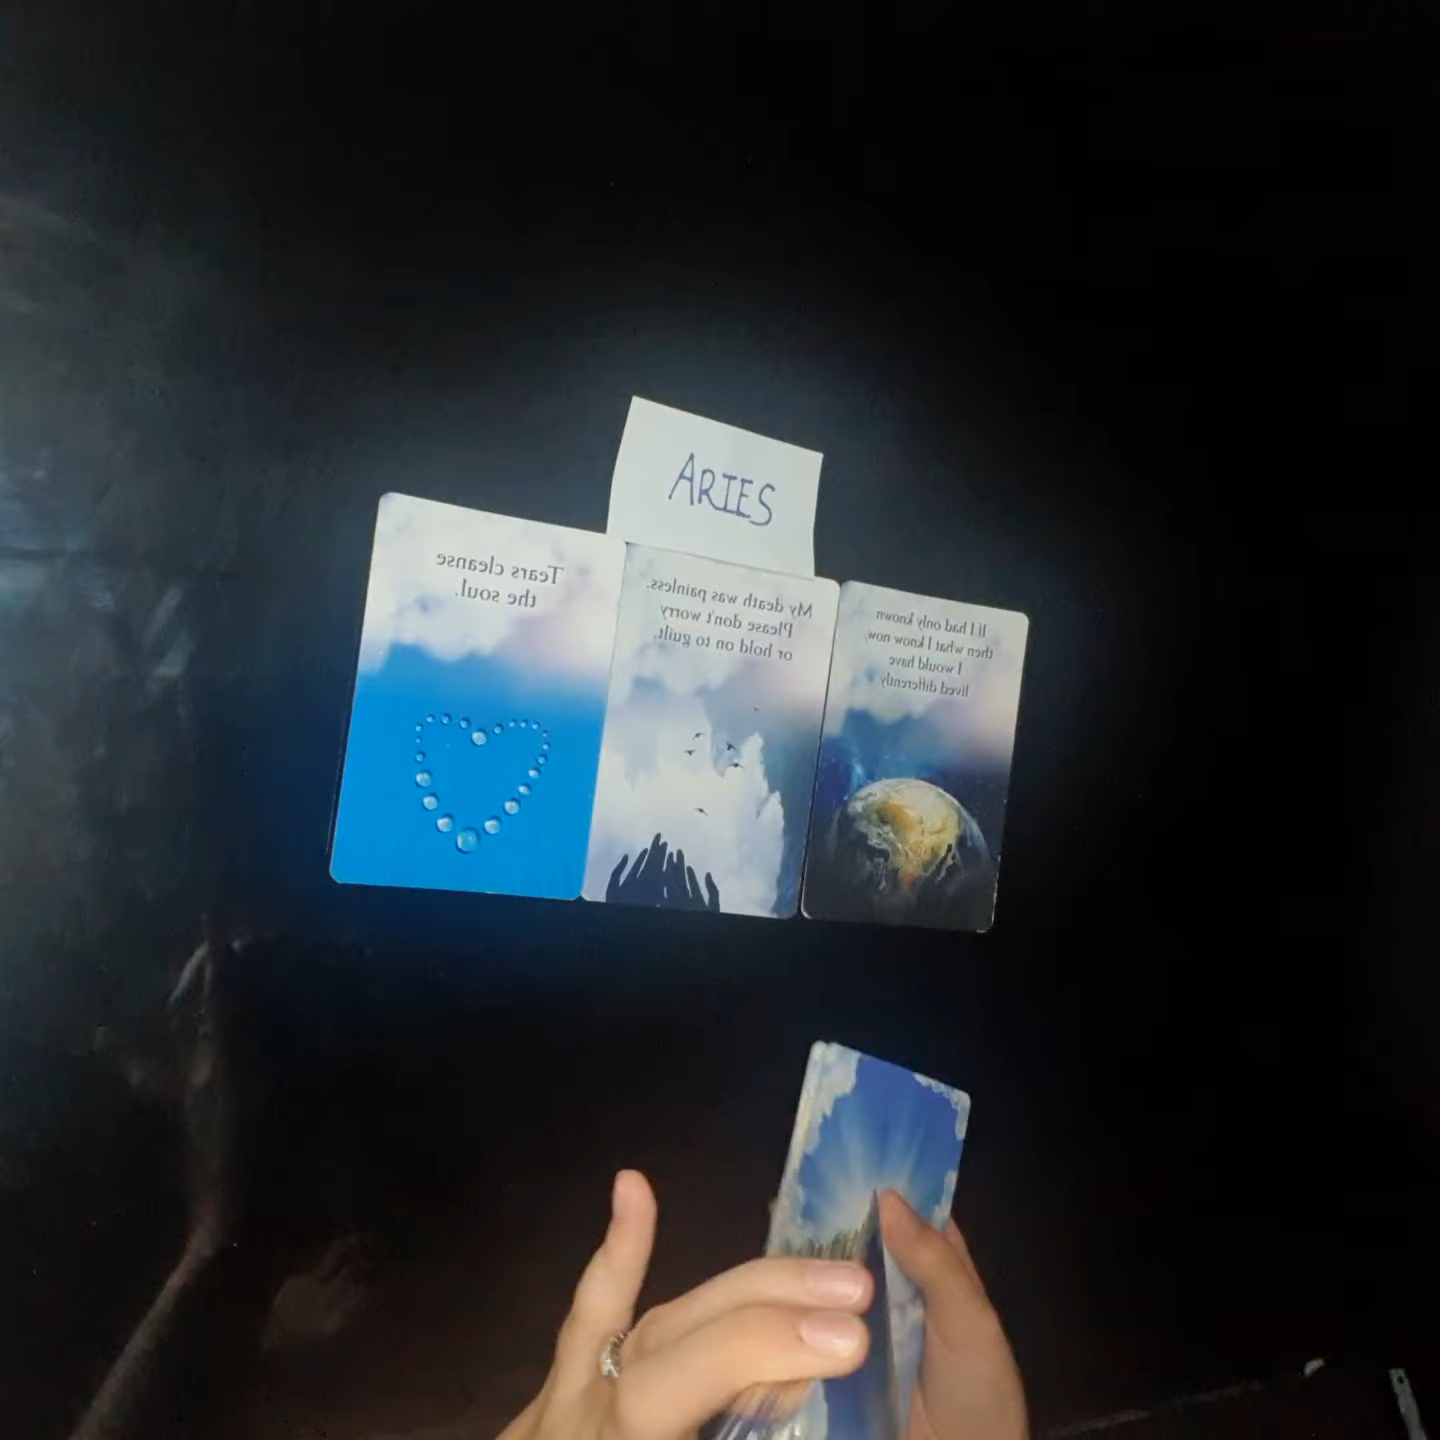 ARIES
Tears cleanse
the soul.
My death was painless.
Please don't worry
or hold on to guilt.
If I had only known
then what I know now,
I would have
lived differently